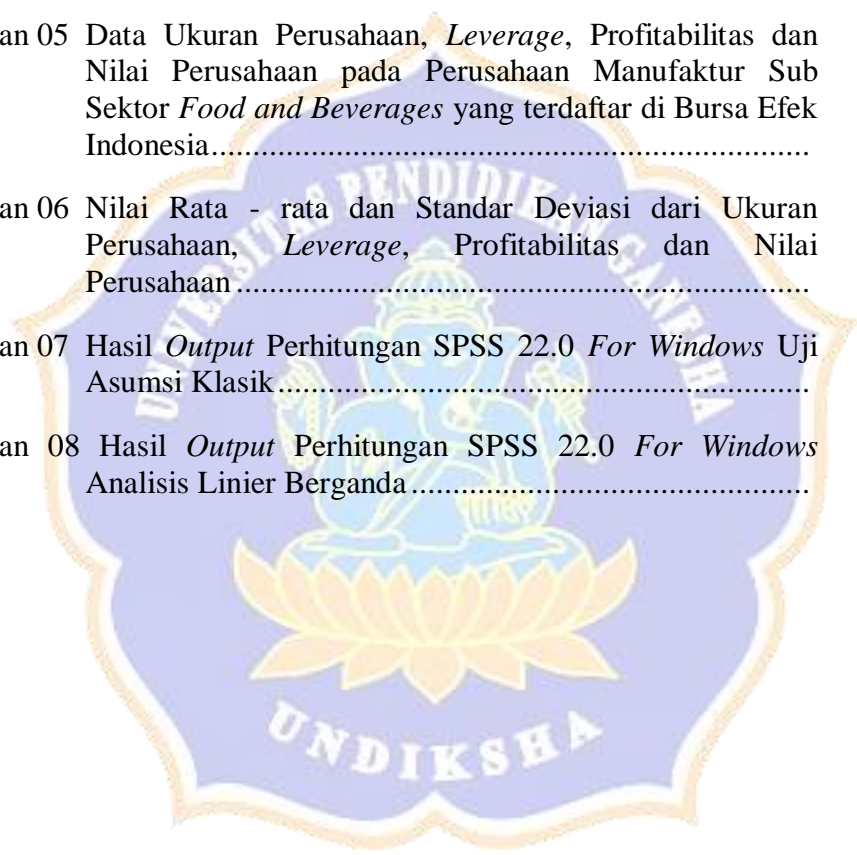 an 05 Data Ukuran Perusahaan, Leverage, Profitabilitas dan
Nilai Perusahaan pada Perusahaan Manufaktur Sub
Sektor Food and Beverages yang terdaftar di Bursa Efek
Indonesia.......................................................................
an 06 Nilai Rata - rata dan Standar Deviasi dari Ukuran
Perusahaan, Leverage, Profitabilitas dan Nilai
Perusahaan.....................................................................
an 07 Hasil Output Perhitungan SPSS 22.0 For Windows Uji
Asumsi Klasik................................................................
an 08 Hasil Output Perhitungan SPSS 22.0 For Windows
Analisis Linier Berganda................................................
UNIVERSITAS PENDIDIKAN GANESHA
UNDIKSHA